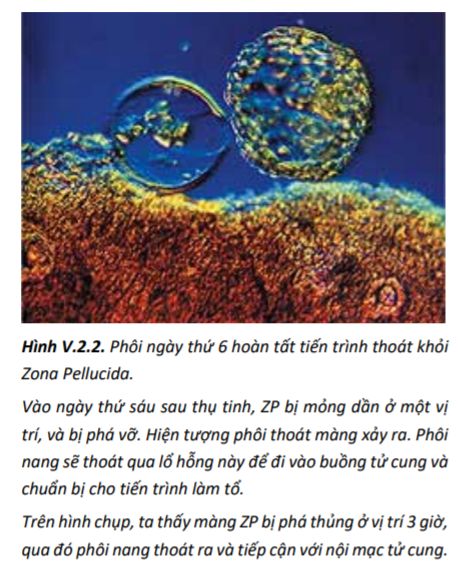 Hình V.2.2. Phôi ngày thứ 6 hoàn tất tiến trình thoát khỏi
Zona Pellucida.
Vào ngày thứ sáu sau thụ tinh, ZP bị mỏng dần ở một vị
trí, và bị phá vỡ. Hiện tượng phôi thoát màng xảy ra. Phôi
nang sẽ thoát qua lổ hỗng này để đi vào buồng tử cung và
chuẩn bị cho tiến trình làm tổ.
Trên hình chụp, ta thấy màng ZP bị phá thủng ở vị trí 3 giờ,
qua đó phôi nang thoát ra và tiếp cận với nội mạc tử cung.